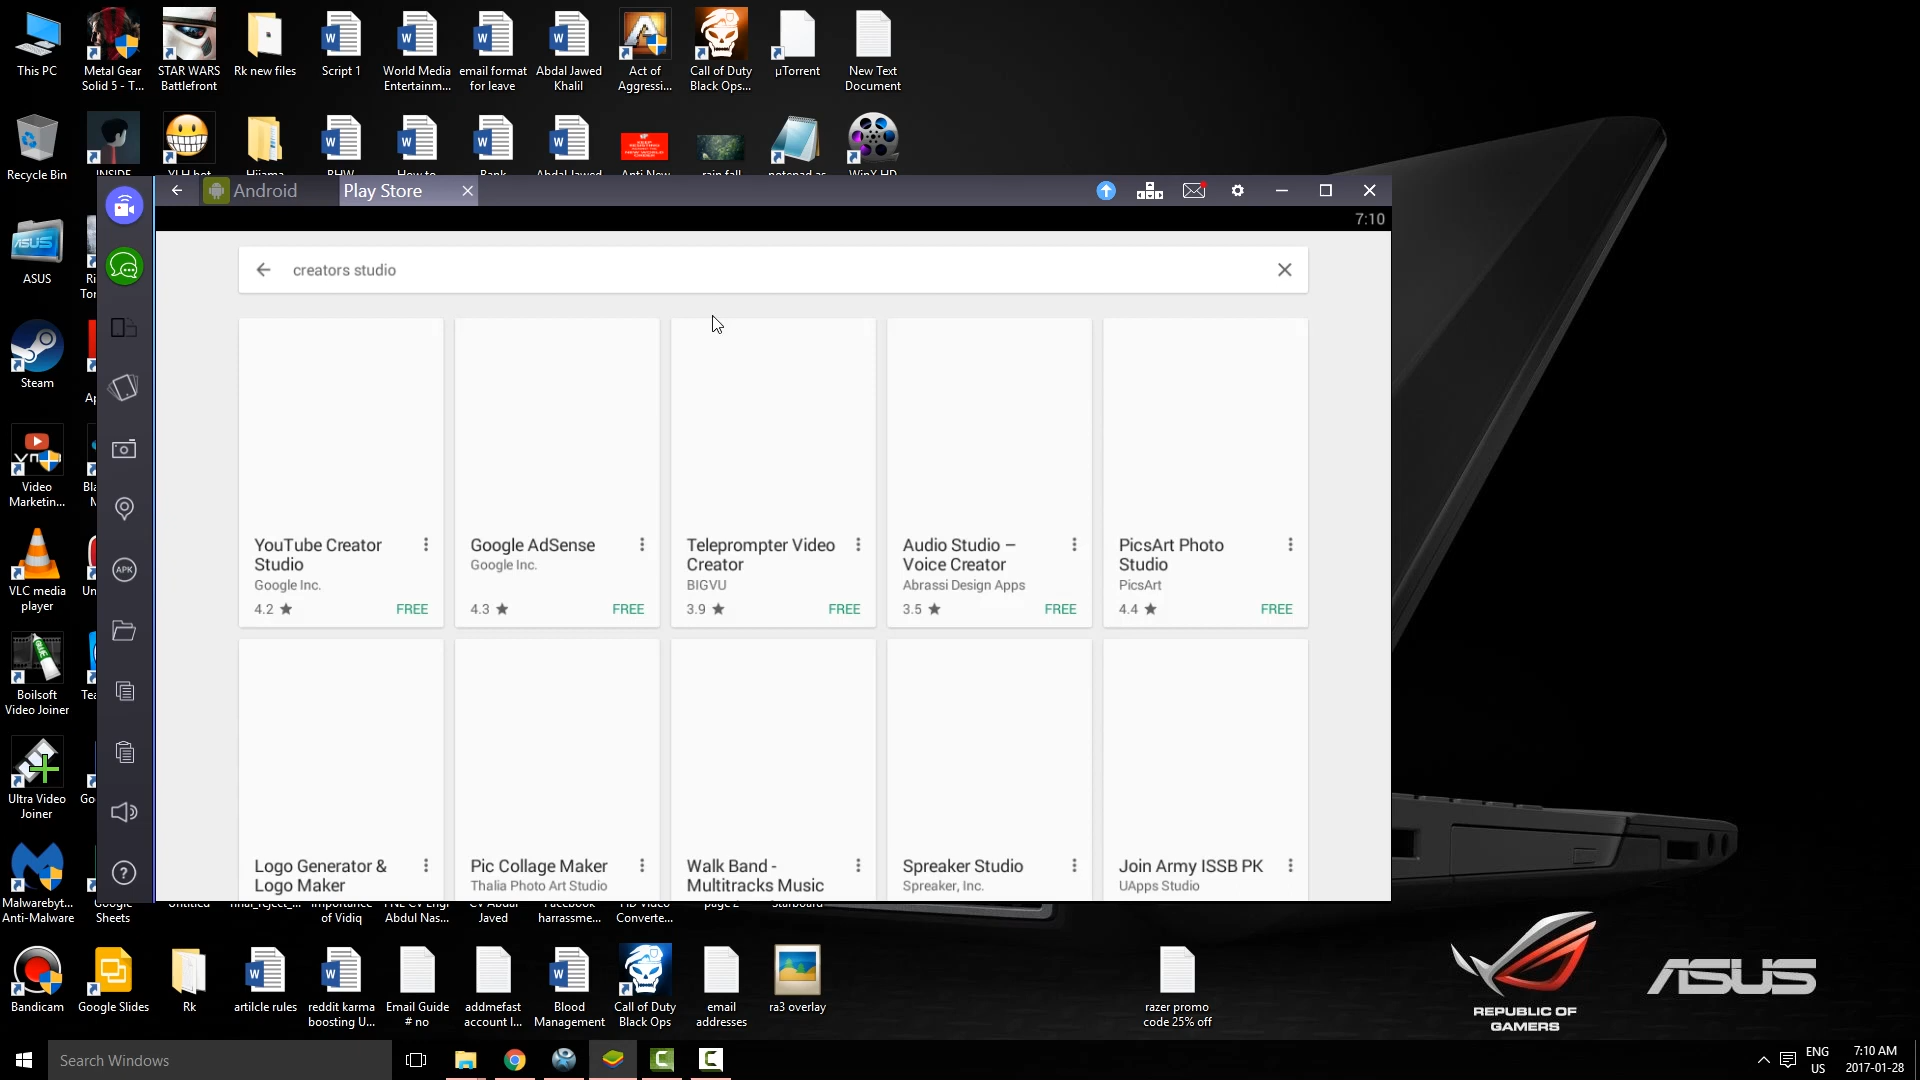 This PC
Metal Gear
Solid 5 - T...
STAR WARS
Battlefront
Rk new files
Script 1
World Media
Entertainm...
email format
for leave
Abdal Jawed
Khalil
Act of
Aggressi...
Call of Duty
Black Ops...
µTorrent
New Text
Document
Recycle Bin
Android
Play Store
7:10
creators studio
ASUS
Steam
Video
Marketin...
VLC media
player
Boilsoft
Video Joiner
Ultra Video
Joiner
Malwarebyt...
Anti-Malware
APK
YouTube Creator
Studio
Google Inc.
4.2 ★ FREE
Google AdSense
Google Inc.
4.3 ★ FREE
Teleprompter Video
Creator
BIGVU
3.9 ★ FREE
Audio Studio –
Voice Creator
Abrassi Design Apps
3.5 ★ FREE
PicsArt Photo
Studio
PicsArt
4.4 ★ FREE
Logo Generator &
Logo Maker
Pic Collage Maker
Thalia Photo Art Studio
Walk Band -
Multitracks Music
Spreaker Studio
Spreaker, Inc.
Join Army ISSB PK
UApps Studio
Sheets
of Vidiq
Abdul Nas...
Javed
harrassme...
Converte...
Bandicam
Google Slides
Rk
artilcle rules
reddit karma
boosting U...
Email Guide
# no
addmefast
account l...
Blood
Management
Call of Duty
Black Ops
email
addresses
ra3 overlay
razer promo
code 25% off
REPUBLIC OF
GAMERS
ASUS
Search Windows
ENG
US
7:10 AM
2017-01-28